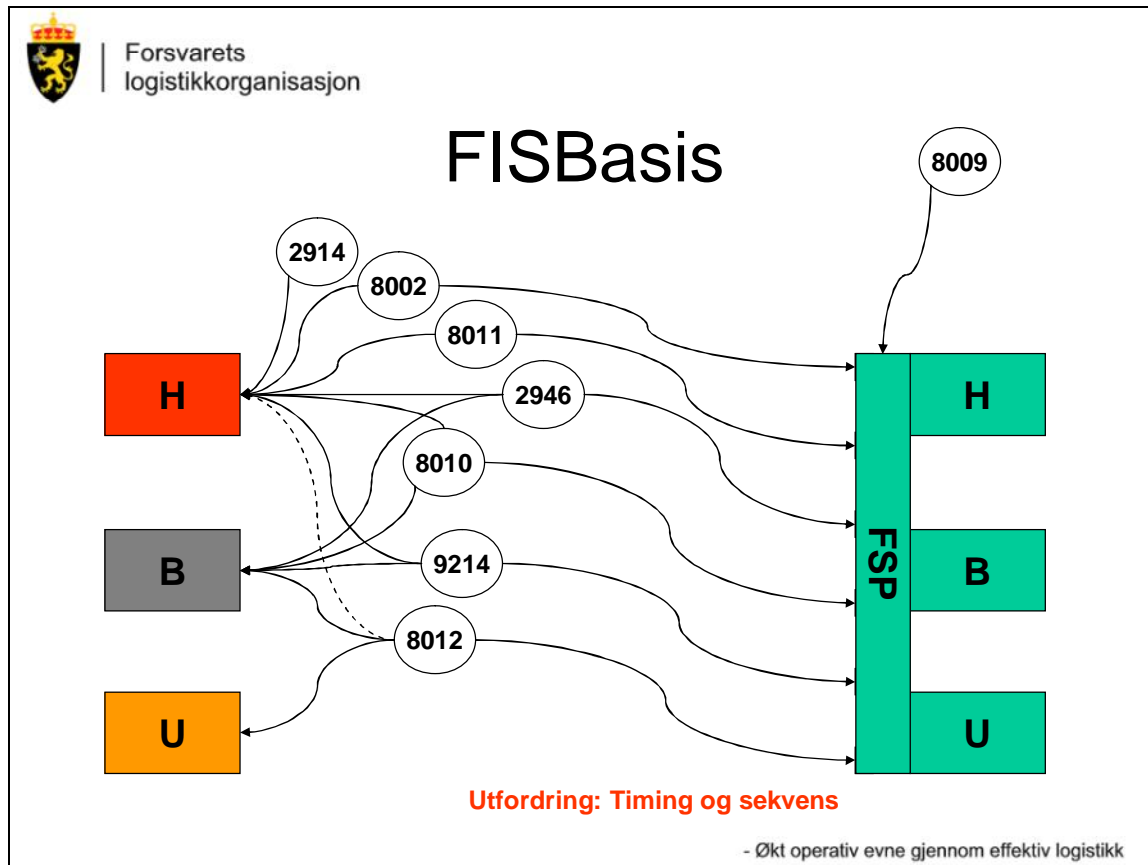 Forsvarets
logistikkorganisasjon
FISBasis
8009
2914
8002
8011
H
2946
H
8010
B
9214
FSP
B
8012
U
U
Utfordring: Timing og sekvens
- Økt operativ evne gjennom effektiv logistikk